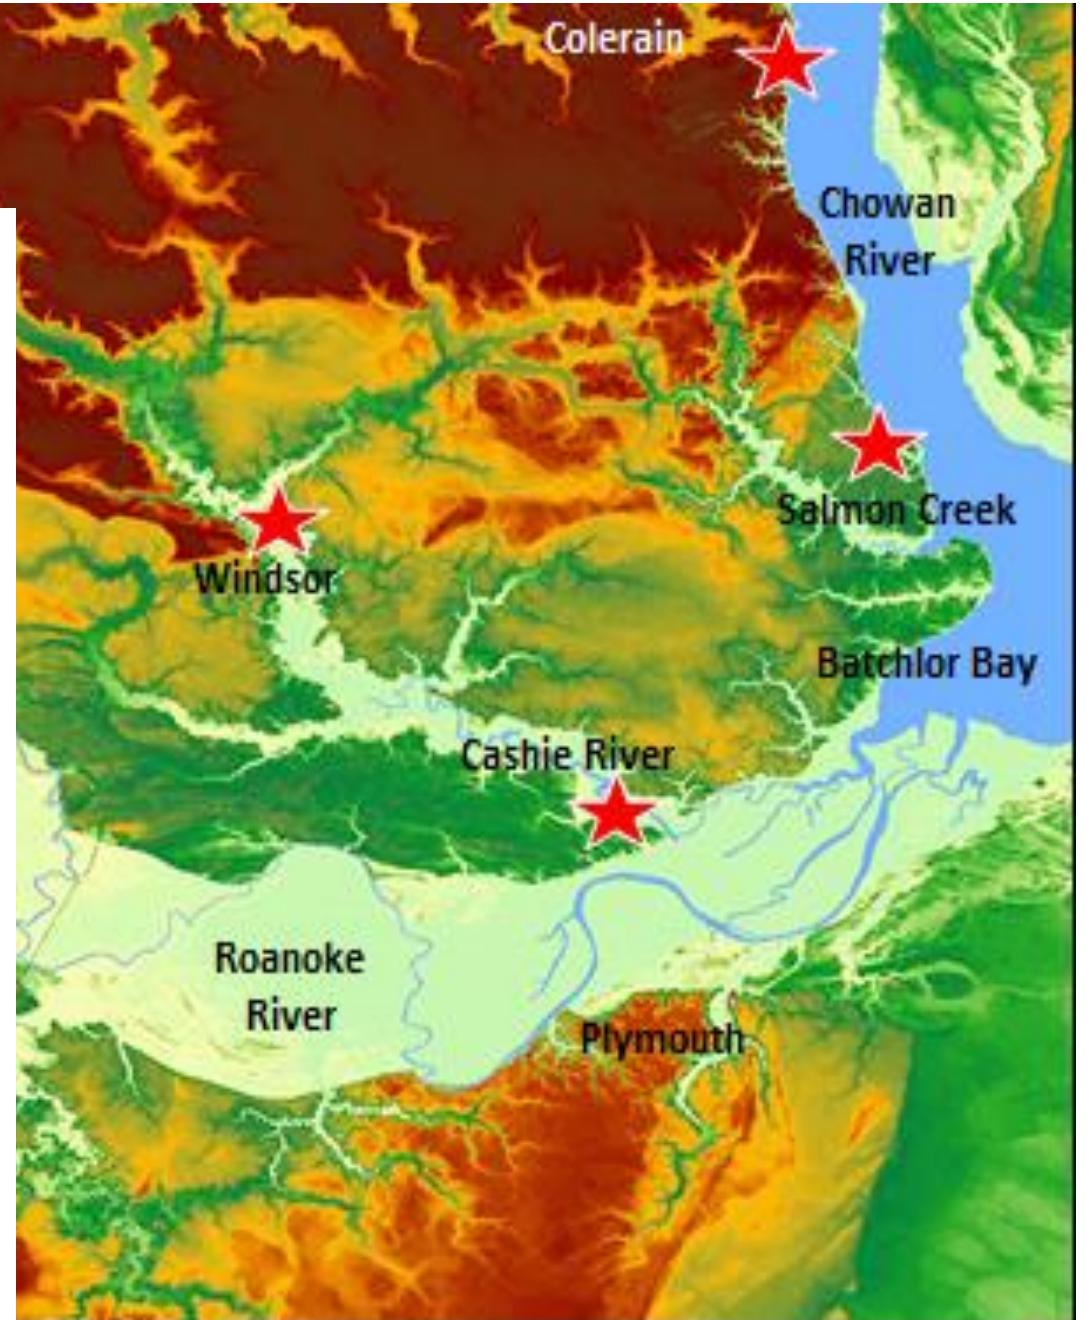 Colerain
Chowan
River
Salmon Creek
Windsor
Batchlor Bay
Cashie River
Roanoke
River
Plymouth